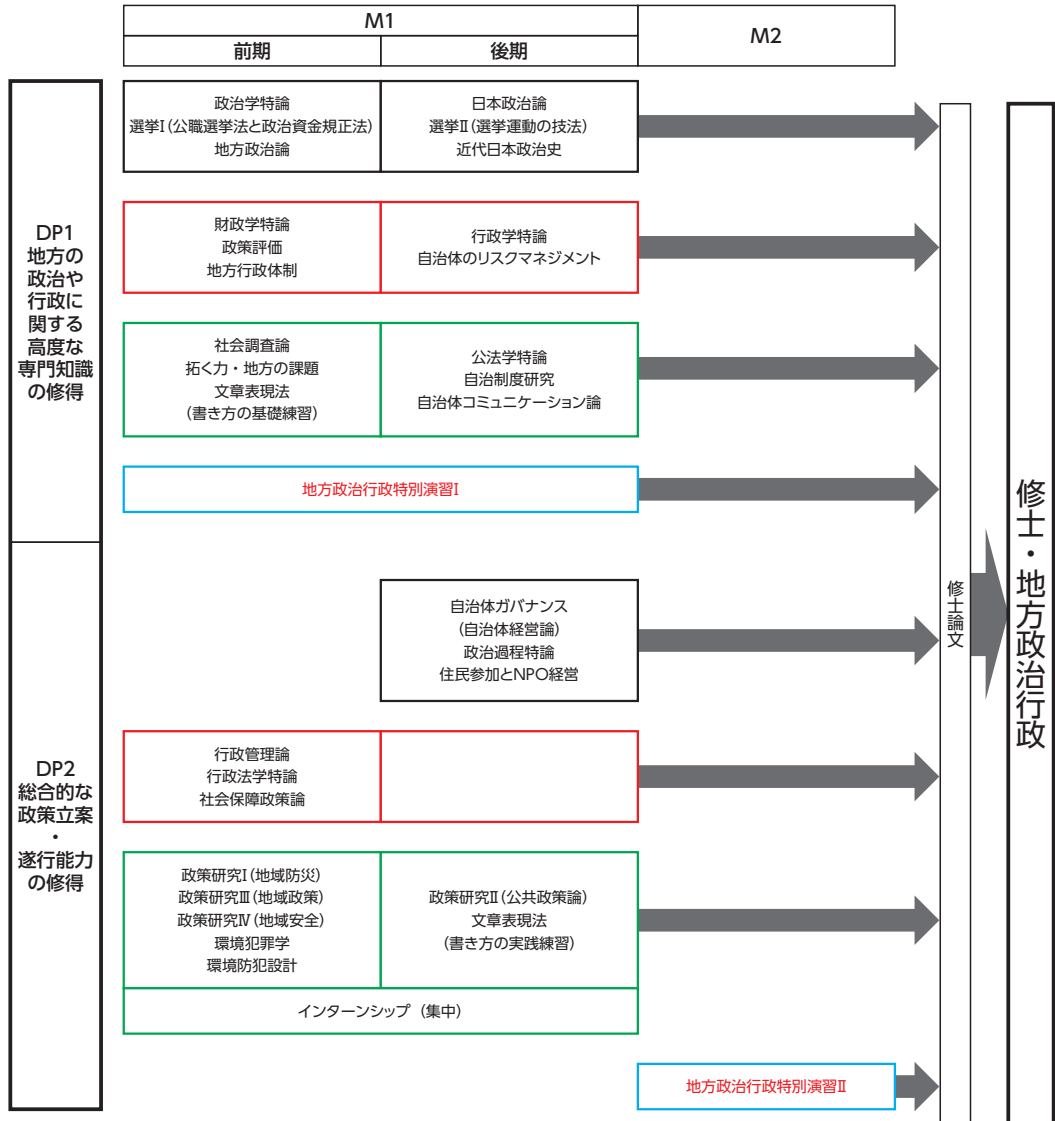 M1
M2
前期
後期
DP1
地方の
政治や
行政に
関する
高度な
専門知識
の修得
政治学特論
選挙Ⅰ(公職選挙法と政治資金規正法)
地方政治論
日本政治論
選挙Ⅱ(選挙運動の技法)
近代日本政治史
財政学特論
政策評価
地方行政体制
行政学特論
自治体のリスクマネジメント
社会調査論
拓く力・地方の課題
文章表現法
(書き方の基礎練習)
公法学特論
自治制度研究
自治体コミュニケーション論
地方政治行政特別演習Ⅰ
DP2
総合的な
政策立案
・
遂行能力
の修得
自治体ガバナンス
(自治体経営論)
政治過程特論
住民参加とNPO経営
行政管理論
行政法学特論
社会保障政策論
政策研究Ⅰ(地域防災)
政策研究Ⅲ(地域政策)
政策研究Ⅳ(地域安全)
環境犯罪学
環境防犯設計
政策研究Ⅱ(公共政策論)
文章表現法
(書き方の実践練習)
インターンシップ (集中)
地方政治行政特別演習Ⅱ
修士論文
修士・地方政治行政